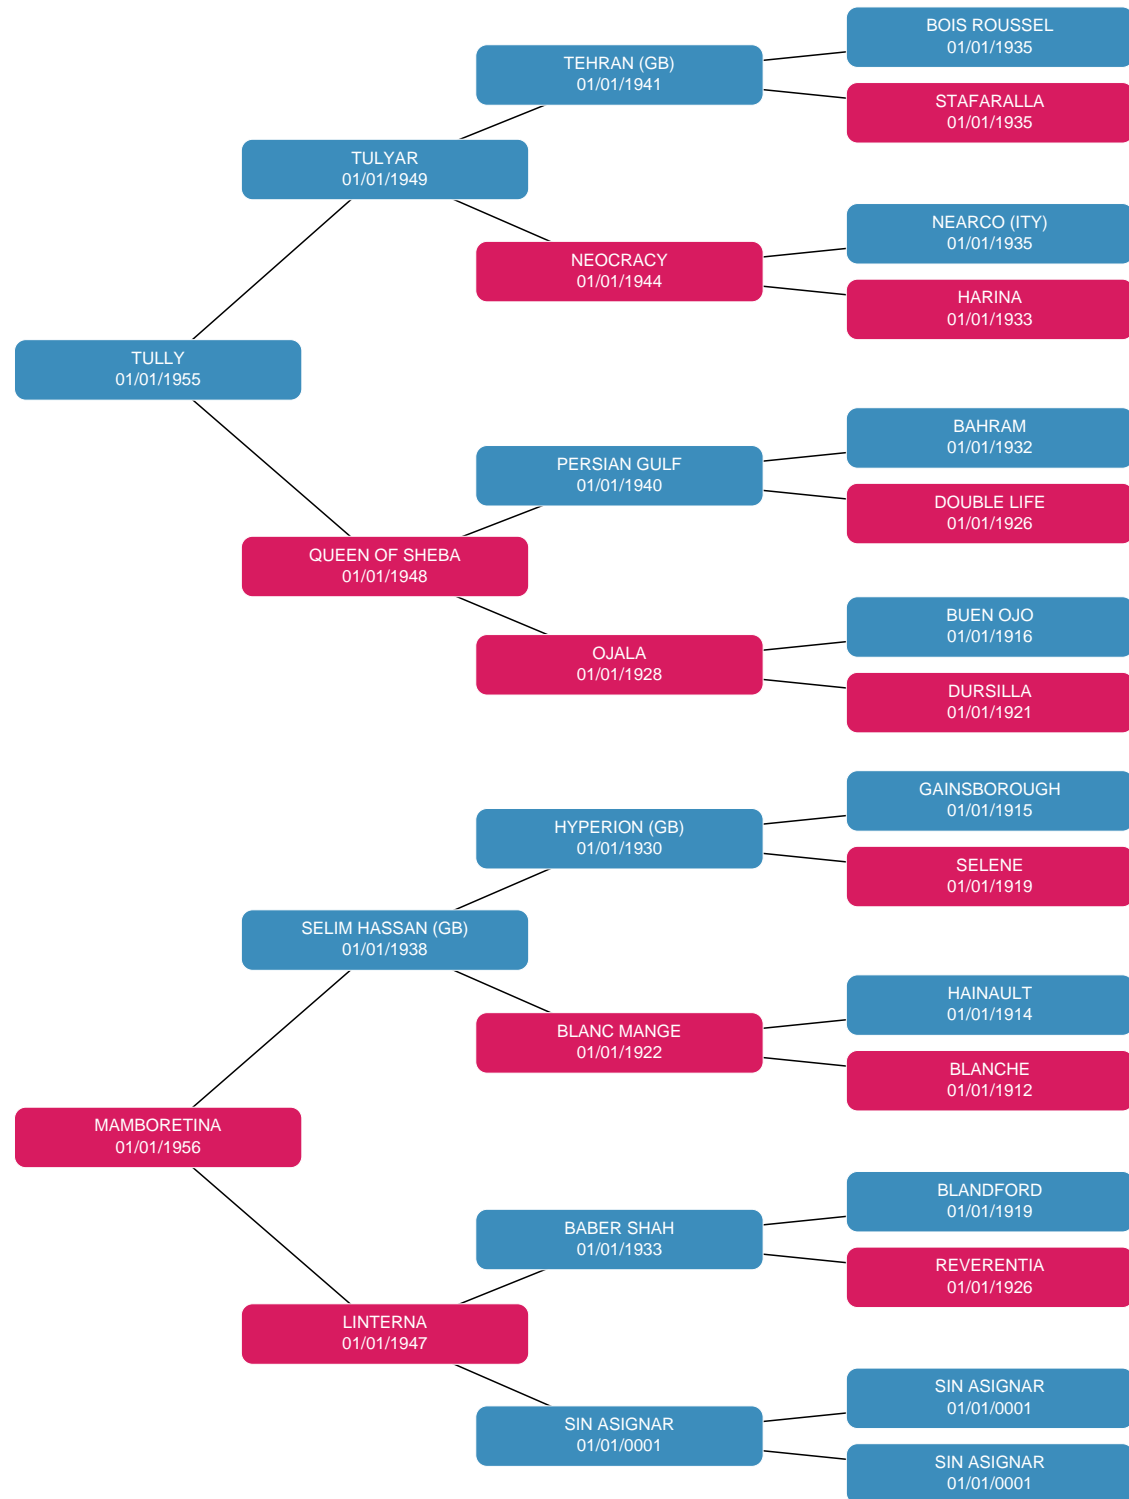 BOIS ROUSSEL
01/01/1935
TEHRAN (GB)
01/01/1941
STAFARALLA
01/01/1935
TULYAR
01/01/1949
NEARCO (ITY)
01/01/1935
NEOCRACY
01/01/1944
HARINA
01/01/1933
TULLY
01/01/1955
BAHRAM
01/01/1932
PERSIAN GULF
01/01/1940
DOUBLE LIFE
01/01/1926
QUEEN OF SHEBA
01/01/1948
BUEN OJO
01/01/1916
OJALA
01/01/1928
DURSILLA
01/01/1921
GAINSBOROUGH
01/01/1915
HYPERION (GB)
01/01/1930
SELENE
01/01/1919
SELIM HASSAN (GB)
01/01/1938
HAINAULT
01/01/1914
BLANC MANGE
01/01/1922
BLANCHE
01/01/1912
MAMBORETINA
01/01/1956
BLANDFORD
01/01/1919
BABER SHAH
01/01/1933
REVERENTIA
01/01/1926
LINTERNA
01/01/1947
SIN ASIGNAR
01/01/0001
SIN ASIGNAR
01/01/0001
SIN ASIGNAR
01/01/0001